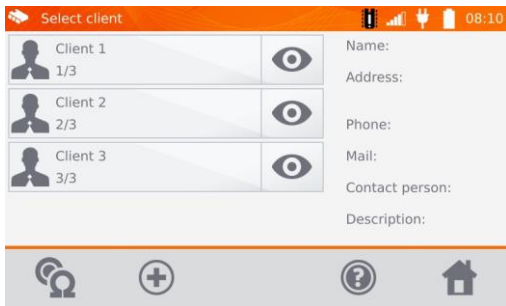 Select client
08:10
Client 1
1/3
Client 2
2/3
Client 3
3/3
Name:
Address:
Phone:
Mail:
Contact person:
Description: